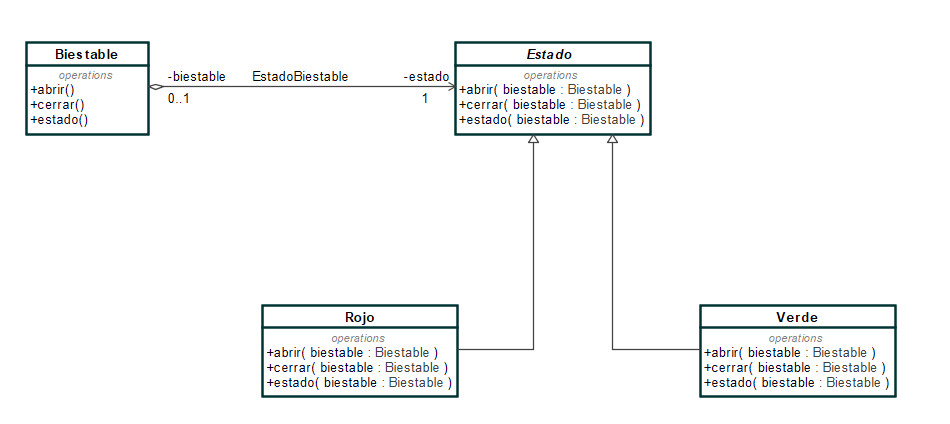 Biestable
operations
+abrir()
+cerrar()
+estado()
-biestable
EstadoBiestable
-estado
0..1
1
Estado
operations
+abrir( biestable : Biestable )
+cerrar( biestable : Biestable )
+estado( biestable : Biestable )
Rojo
operations
+abrir( biestable : Biestable )
+cerrar( biestable : Biestable )
+estado( biestable : Biestable )
Verde
operations
+abrir( biestable : Biestable )
+cerrar( biestable : Biestable )
+estado( biestable : Biestable )